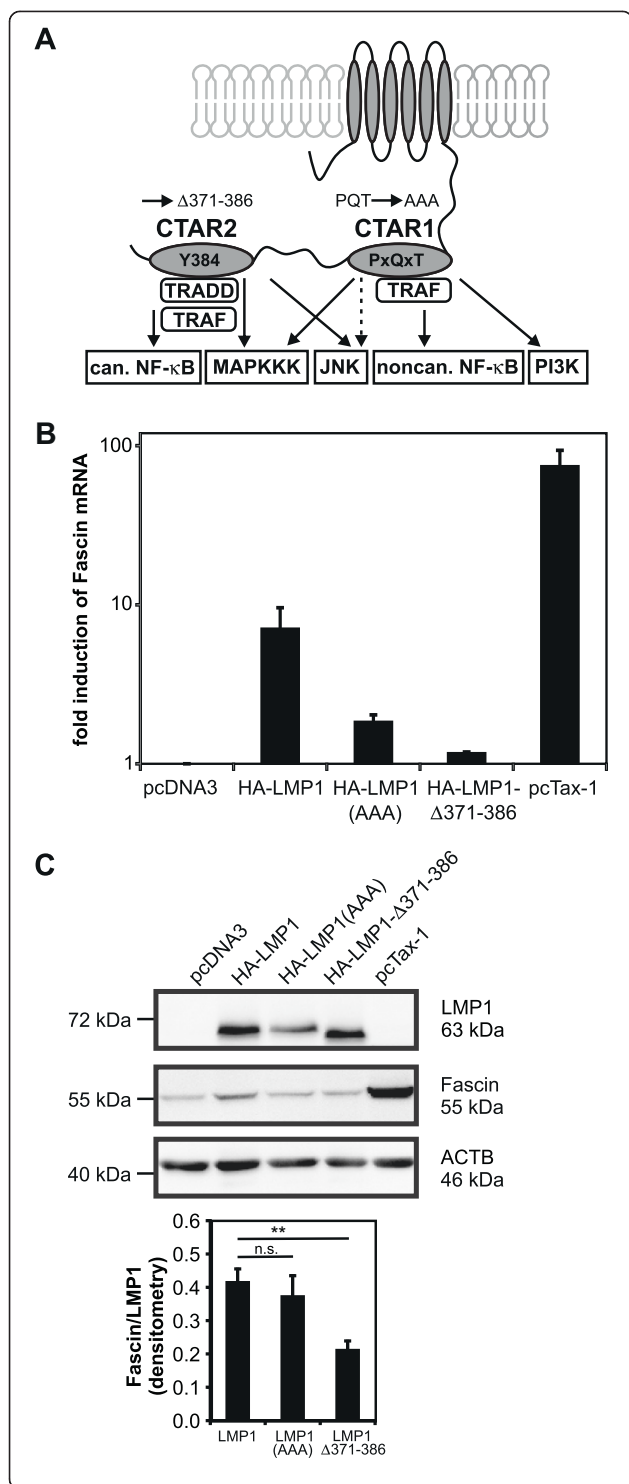 A
→ Δ371-386
PQT→AAA
CTAR2
CTAR1
Y384
PxQxT
TRADD
TRAF
TRAF
can. NF-κB
MAPKKK
JNK
noncan. NF-κB
PI3K
B
fold induction of Fascin mRNA
100
10
1
pcDNA3
HA-LMP1
HA-LMP1
(AAA)
HA-LMP1-
Δ371-386
pcTax-1
C
pcDNA3
HA-LMP1
HA-LMP1(AAA)
HA-LMP1-Δ371-386
pcTax-1
72 kDa
LMP1
63 kDa
55 kDa
Fascin
55 kDa
40 kDa
ACTB
46 kDa
Fascin/LMP1
(densitometry)
0.6
0.5
0.4
0.3
0.2
0.1
0.0
**
n.s.
LMP1
LMP1
(AAA)
LMP1
Δ371-386